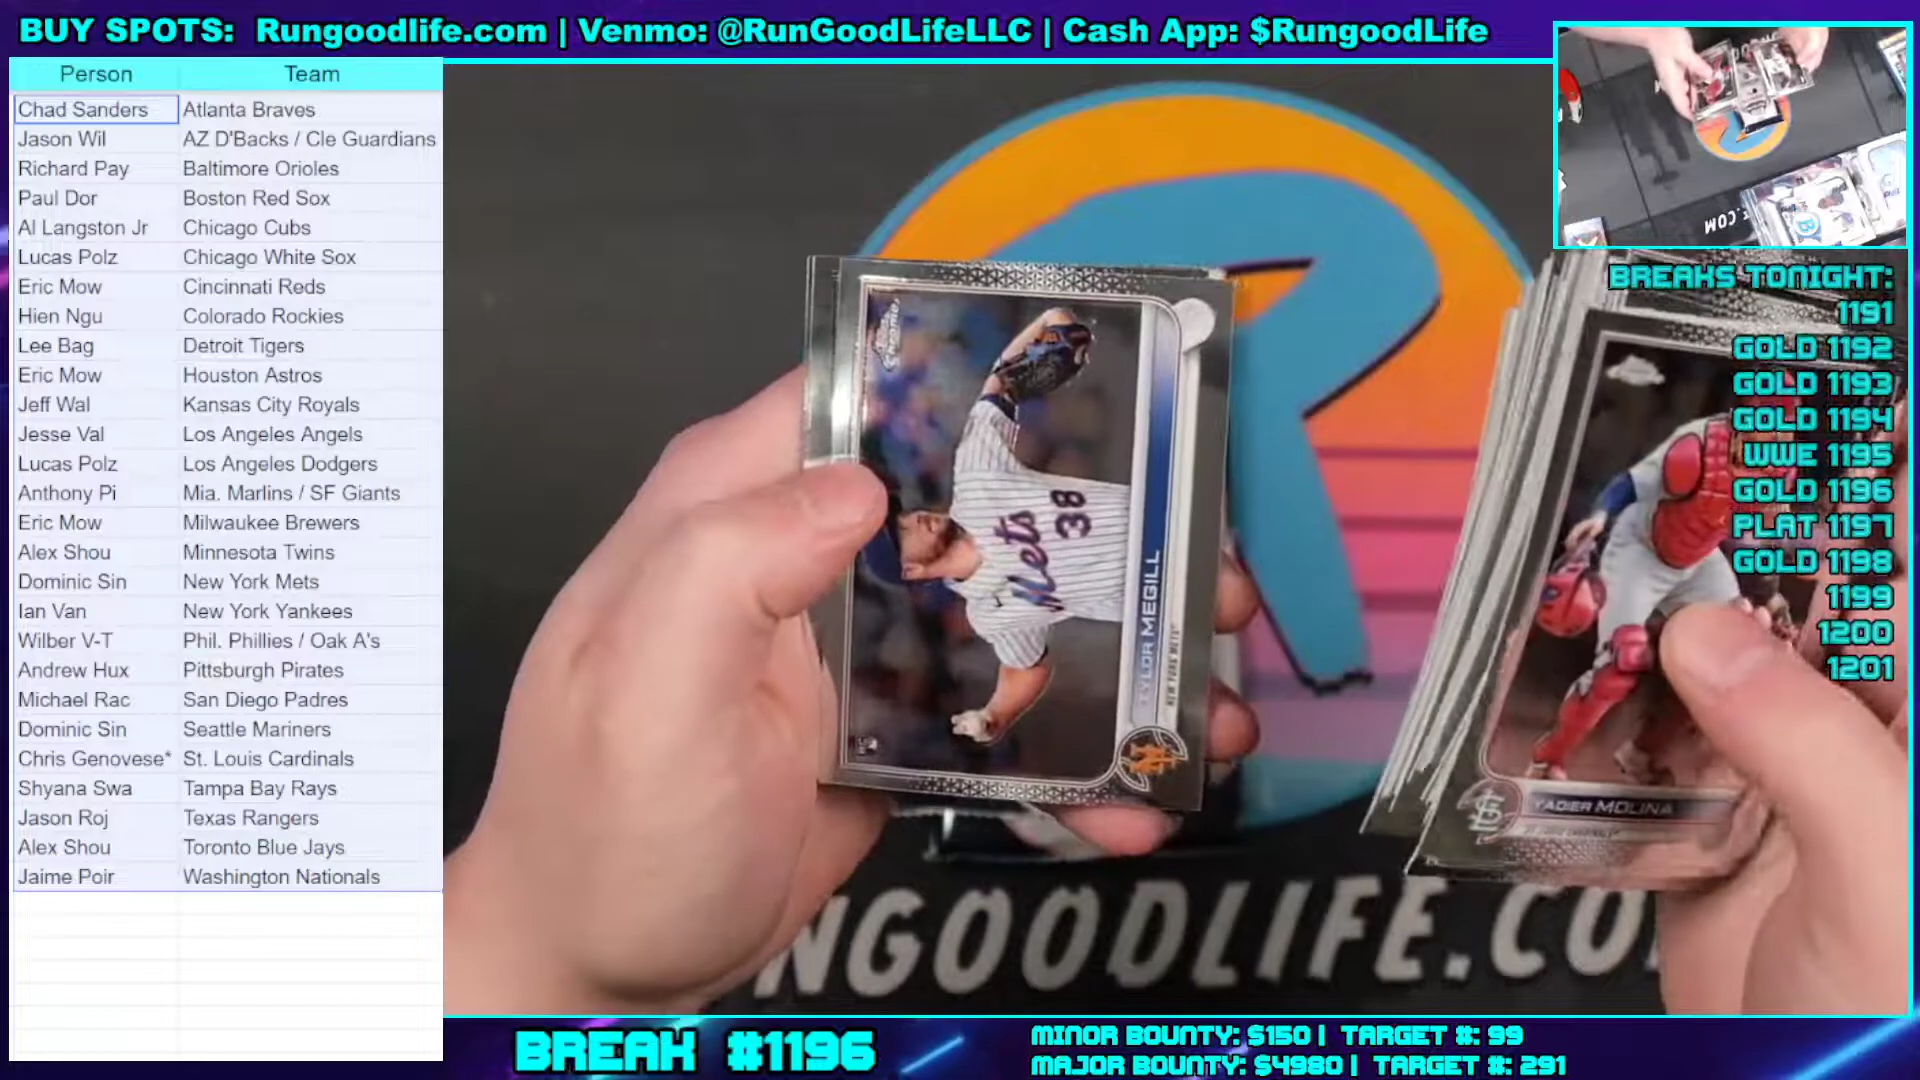 BUY SPOTS: Rungoodlife.com | Venmo: @RunGoodLifeLLC | Cash App: $RungoodLife
Person Team
Chad Sanders Atlanta Braves
Jason Wil AZ D'Backs / Cle Guardians
Richard Pay Baltimore Orioles
Paul Dor Boston Red Sox
Al Langston Jr Chicago Cubs
Lucas Polz Chicago White Sox
Eric Mow Cincinnati Reds
Hien Ngu Colorado Rockies
Lee Bag Detroit Tigers
Eric Mow Houston Astros
Jeff Wal Kansas City Royals
Jesse Val Los Angeles Angels
Lucas Polz Los Angeles Dodgers
Anthony Pi Mia. Marlins / SF Giants
Eric Mow Milwaukee Brewers
Alex Shou Minnesota Twins
Dominic Sin New York Mets
Ian Van New York Yankees
Wilber V-T Phil. Phillies / Oak A's
Andrew Hux Pittsburgh Pirates
Michael Rac San Diego Padres
Dominic Sin Seattle Mariners
Chris Genovese* St. Louis Cardinals
Shyana Swa Tampa Bay Rays
Jason Roj Texas Rangers
Alex Shou Toronto Blue Jays
Jaime Poir Washington Nationals
Mets
38
TYLOR MEGILL
NEW YORK METS
YADIER MOLINA
NGOODLIFE.CO
.COM
BREAKS TONIGHT:
1191
GOLD 1192
GOLD 1193
GOLD 1194
WWE 1195
GOLD 1196
PLAT 1197
GOLD 1198
1199
1200
1201
BREAK #1196
MINOR BOUNTY: $150 | TARGET #: 99
MAJOR BOUNTY: $4980 | TARGET #: 291